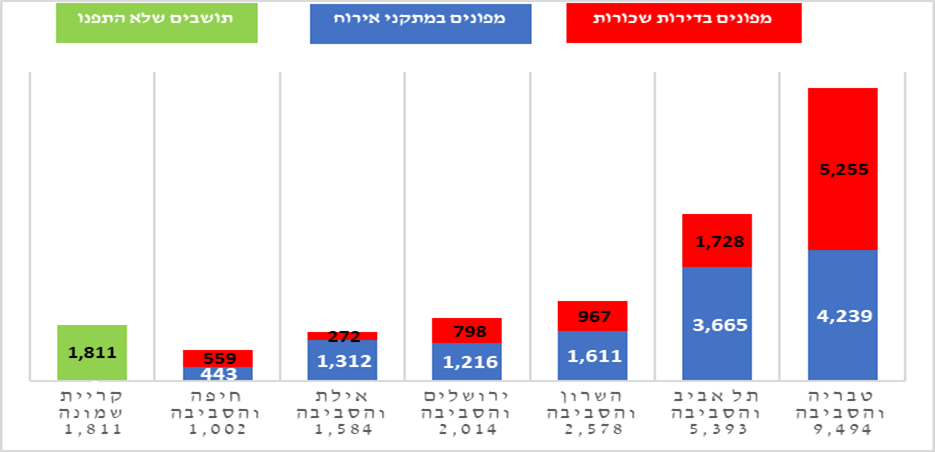 מפונים בדירות שכורות
מפונים במתקני אירוח
תושבים שלא התפנו
5,255
4,239
1,728
3,665
967
1,611
798
1,216
272
1,312
559
443
1,811
טבריה
והסביבה
9,494
תל אביב
והסביבה
5,393
השרון
והסביבה
2,578
ירושלים
והסביבה
2,014
אילת
והסביבה
1,584
חיפה
והסביבה
1,002
קריית
שמונה
1,811